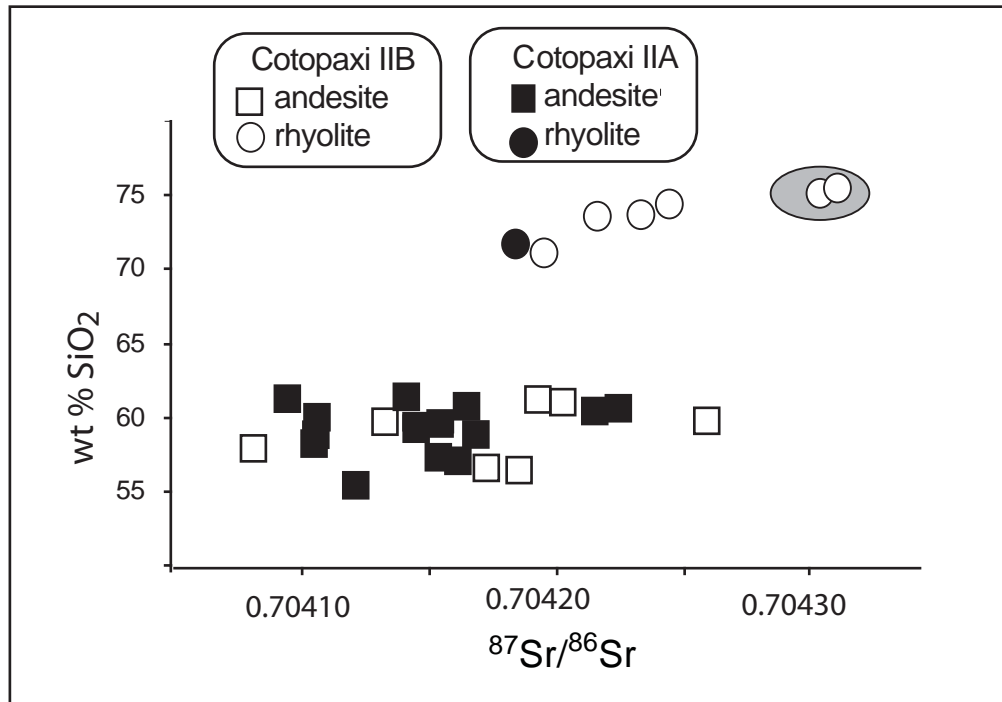 Cotopaxi IIB
andesite
rhyolite
Cotopaxi IIA
andesite
rhyolite
75
70
65
60
55
wt % SiO₂
0.70410
0.70420
0.70430
⁸⁷Sr/⁸⁶Sr